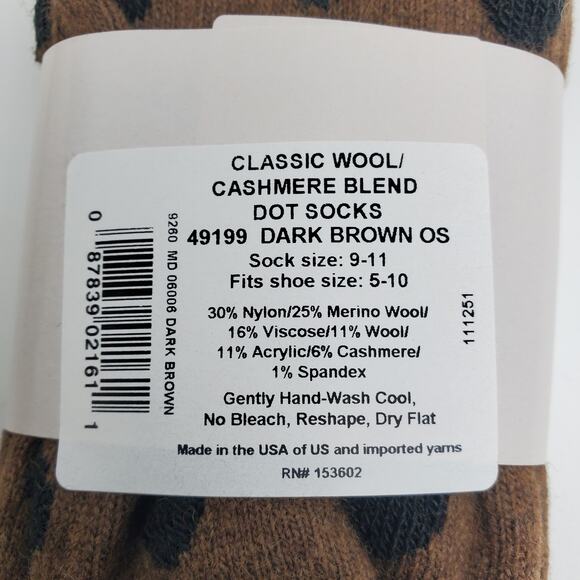 CLASSIC WOOL/
CASHMERE BLEND
DOT SOCKS
49199 DARK BROWN OS
Sock size: 9-11
Fits shoe size: 5-10
30% Nylon/25% Merino Wool/
16% Viscose/11% Wool/
11% Acrylic/6% Cashmere/
1% Spandex
Gently Hand-Wash Cool,
No Bleach, Reshape, Dry Flat
Made in the USA of US and imported yarns
RN# 153602
0 87839 02161 1
9260 MD 06006 DARK BROWN
111251